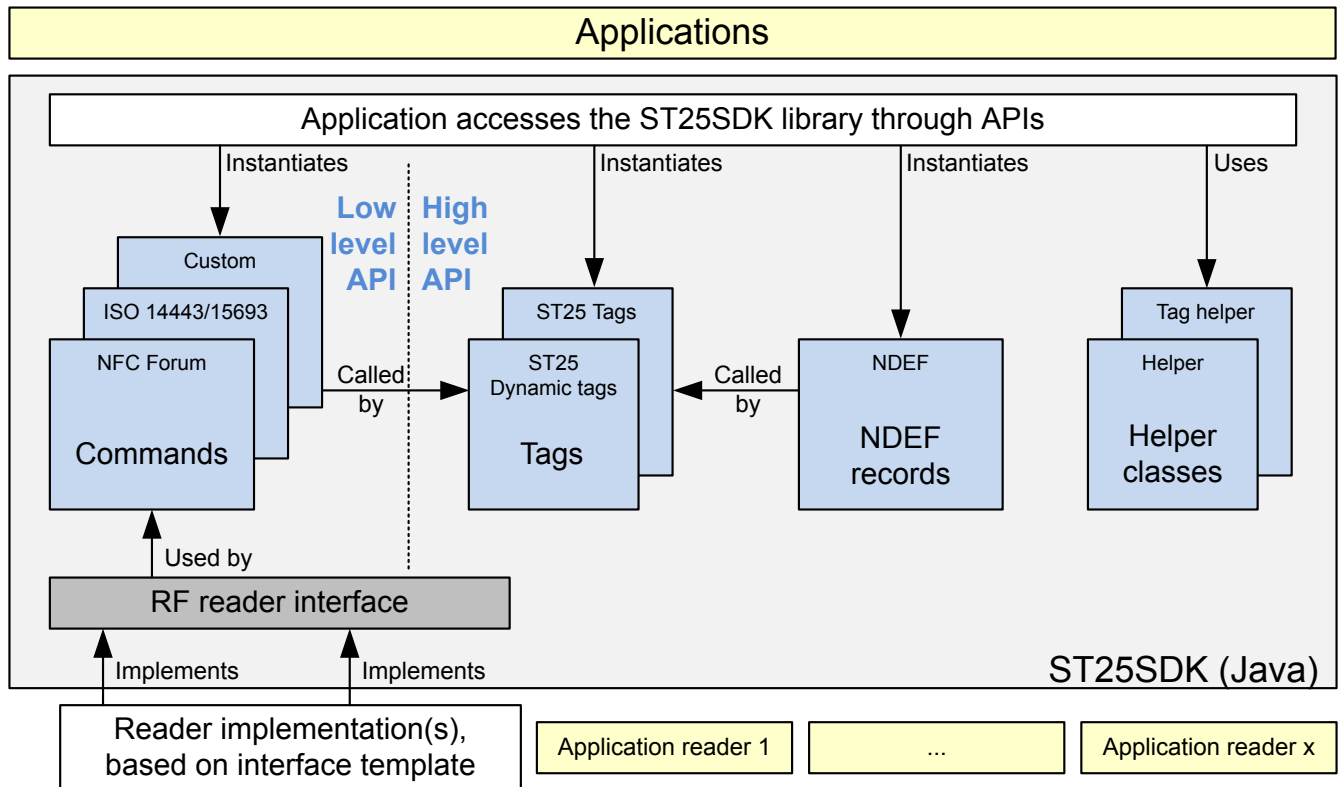 Applications
Application accesses the ST25SDK library through APIs
Instantiates
Instantiates
Instantiates
Uses
Low
level
API
High
level
API
Custom
ISO 14443/15693
NFC Forum
Commands
Called
by
ST25 Tags
ST25
Dynamic tags
Tags
Called
by
NDEF
NDEF
records
Tag helper
Helper
Helper
classes
Used by
RF reader interface
Implements
Implements
ST25SDK (Java)
Reader implementation(s),
based on interface template
Application reader 1
...
Application reader x